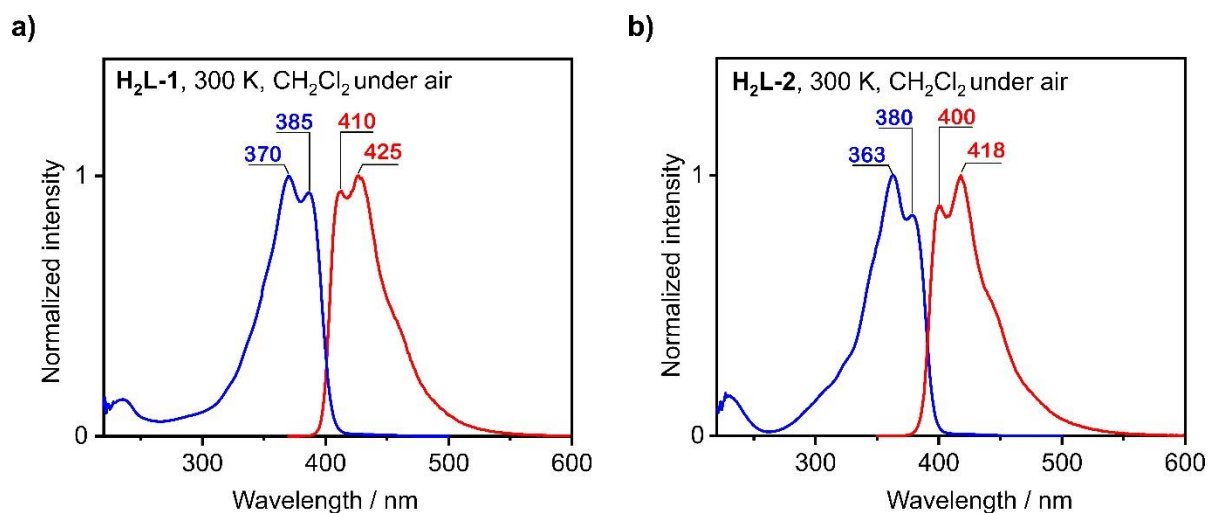 a)
H₂L-1, 300 K, CH₂Cl₂ under air
385 410
370 425
1
0
Normalized intensity
300 400 500 600
Wavelength / nm
b)
H₂L-2, 300 K, CH₂Cl₂ under air
380 400
363 418
1
0
Normalized intensity
300 400 500 600
Wavelength / nm